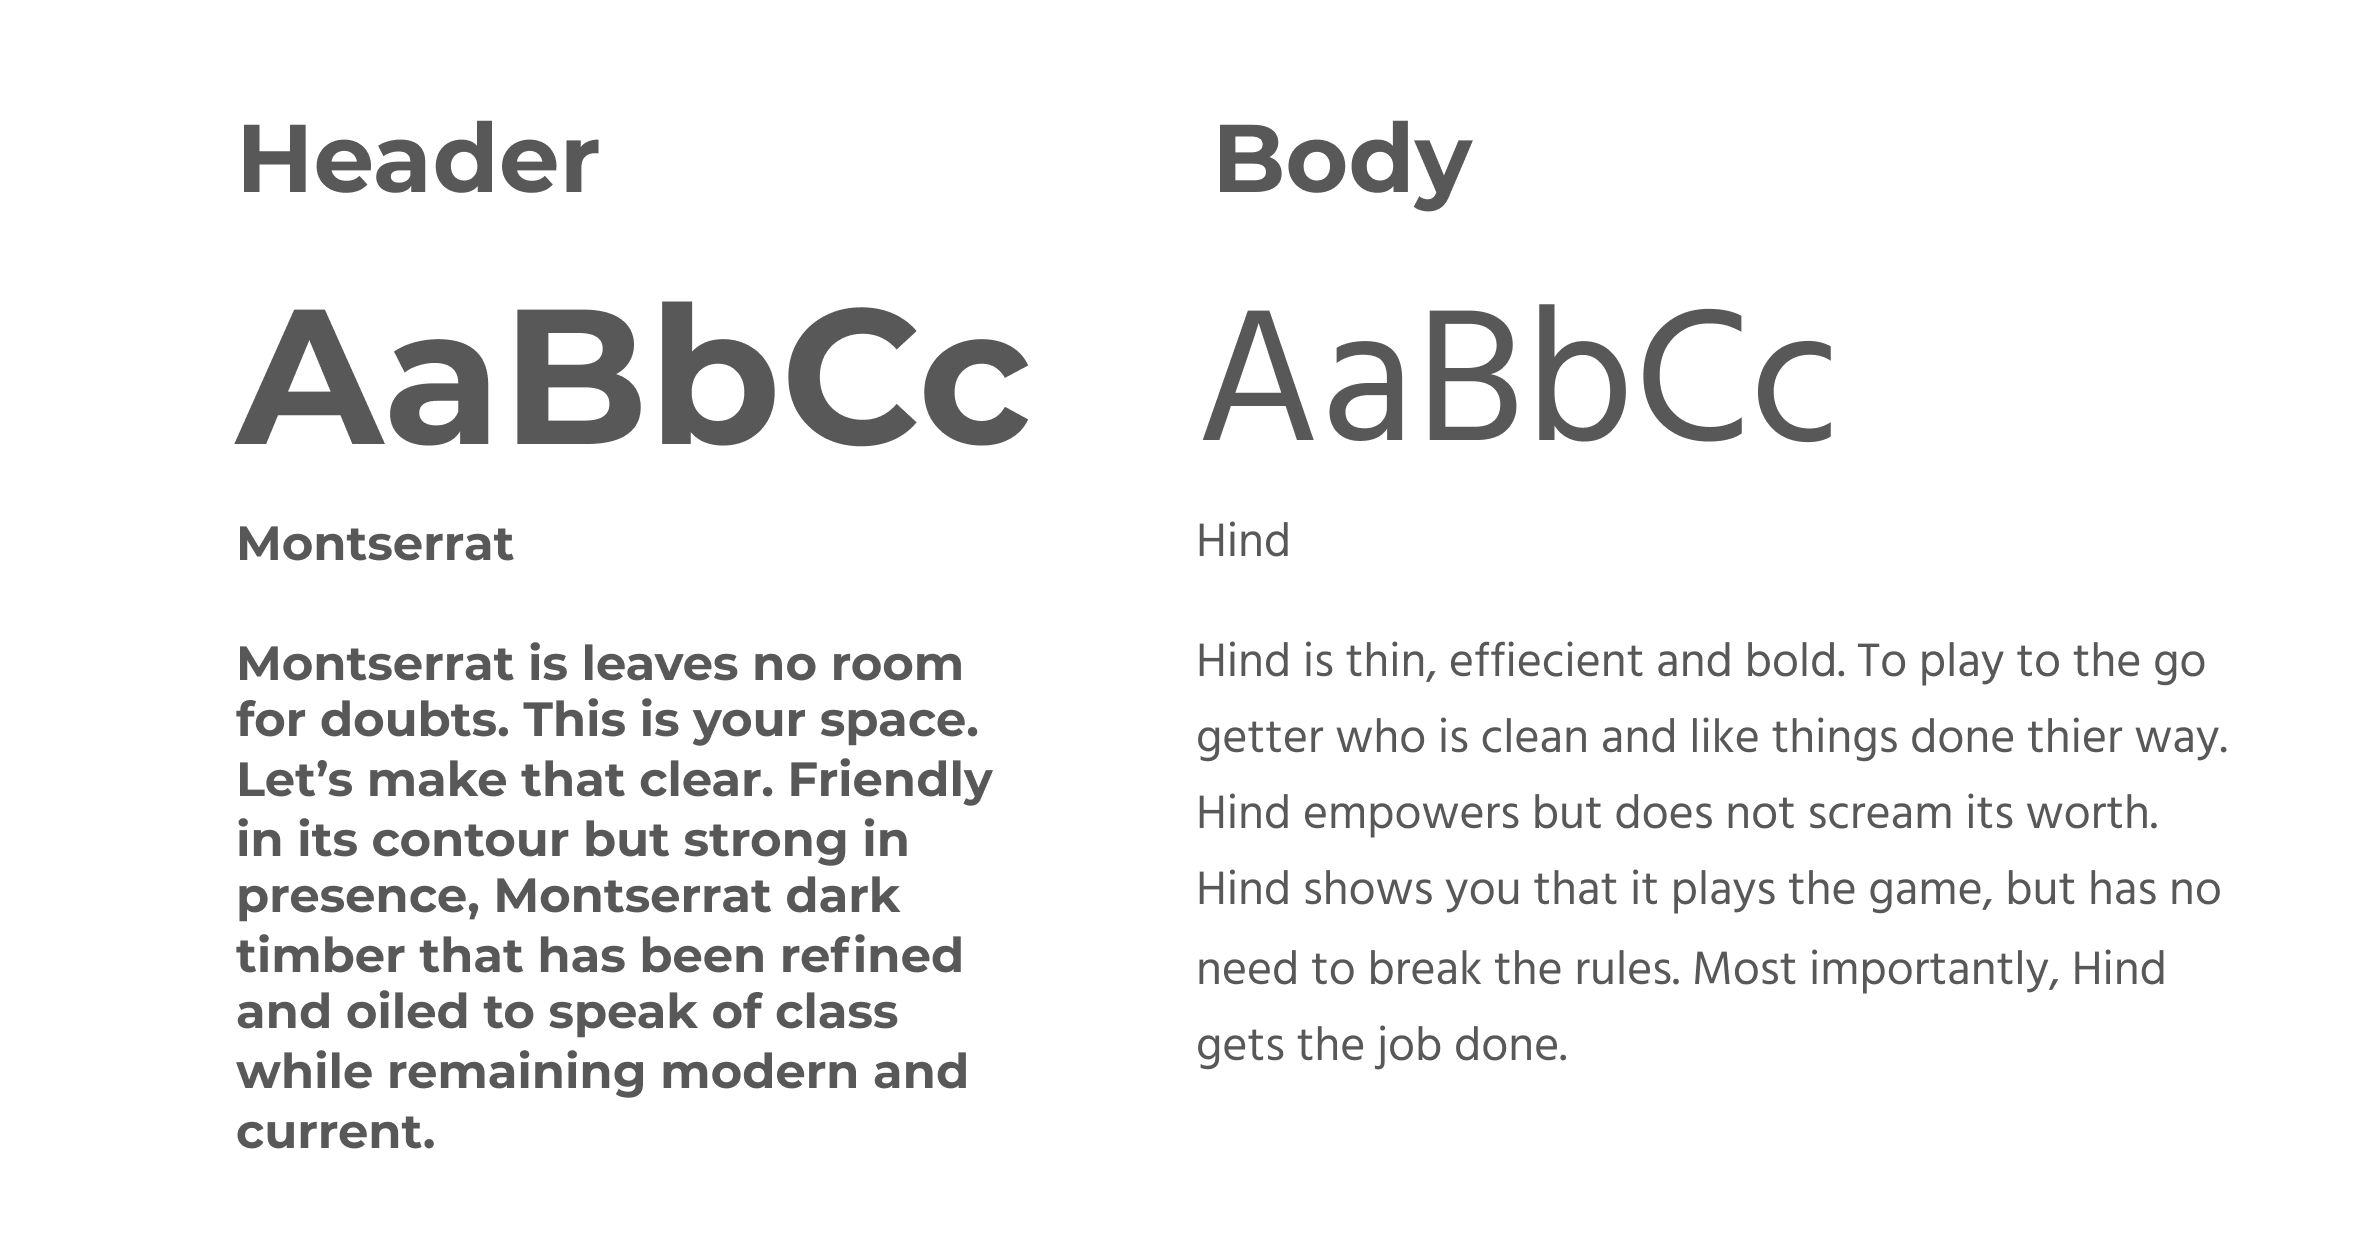 Header
AaBbCc
Montserrat
Montserrat is leaves no room
for doubts. This is your space.
Let’s make that clear. Friendly
in its contour but strong in
presence, Montserrat dark
timber that has been refined
and oiled to speak of class
while remaining modern and
current.
Body
AaBbCc
Hind
Hind is thin, effiecient and bold. To play to the go
getter who is clean and like things done thier way.
Hind empowers but does not scream its worth.
Hind shows you that it plays the game, but has no
need to break the rules. Most importantly, Hind
gets the job done.